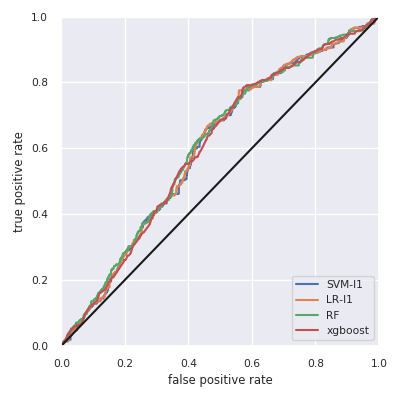 1.0
0.8
0.6
0.4
0.2
0.0
true positive rate
SVM-l1
LR-l1
RF
xgboost
0.0 0.2 0.4 0.6 0.8 1.0
false positive rate